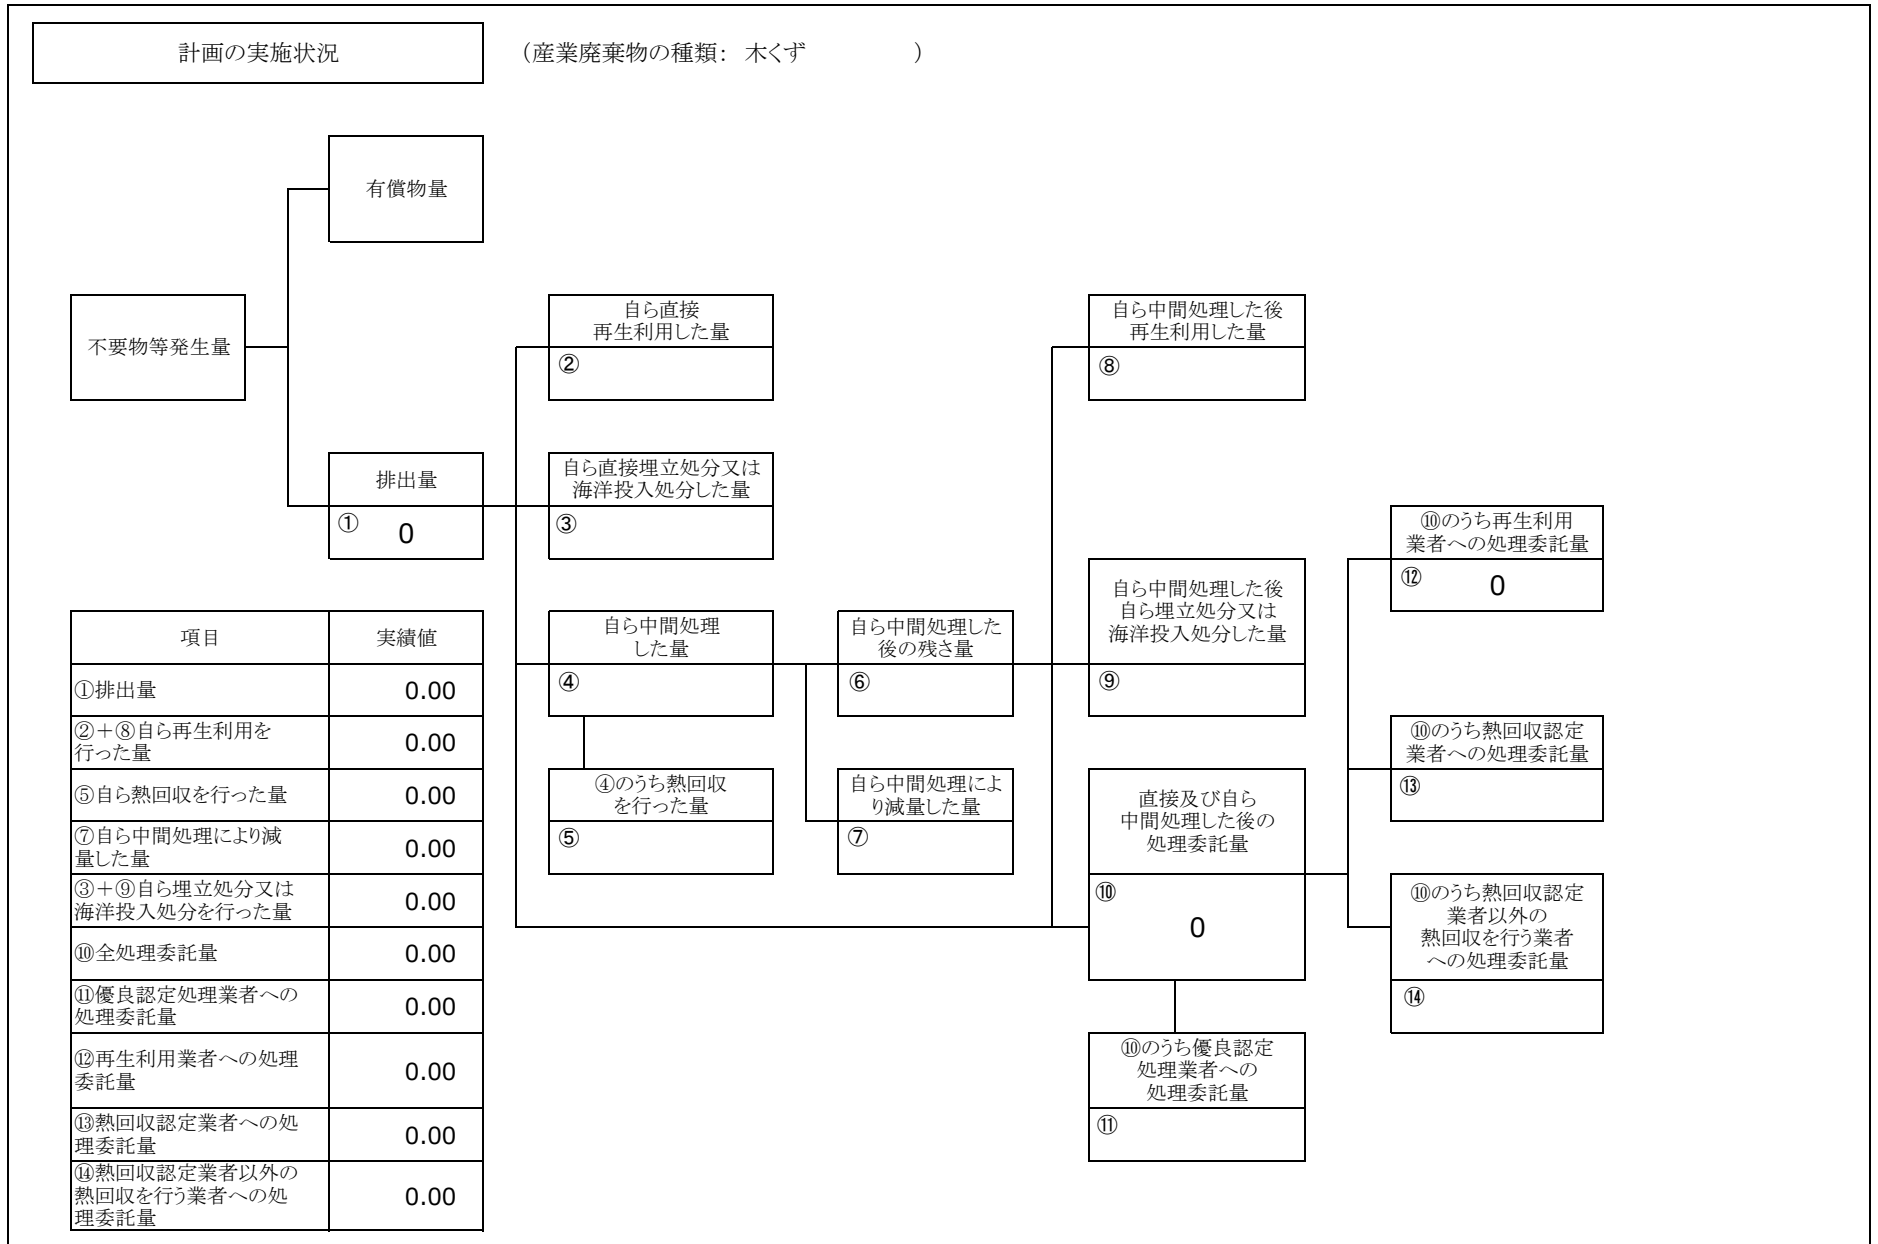 計画の実施状況
（産業廃棄物の種類： 木くず ）
有償物量
不要物等発生量
排出量
① 0
自ら直接
再生利用した量
②
自ら直接埋立処分又は
海洋投入処分した量
③
自ら中間処理
した量
④
④のうち熱回収
を行った量
⑤
自ら中間処理した
後の残さ量
⑥
自ら中間処理によ
り減量した量
⑦
自ら中間処理した後
再生利用した量
⑧
自ら中間処理した後
自ら埋立処分又は
海洋投入処分した量
⑨
直接及び自ら
中間処理した後の
処理委託量
⑩
0
⑩のうち優良認定
処理業者への
処理委託量
⑪
⑩のうち再生利用
業者への処理委託量
⑫ 0
⑩のうち熱回収認定
業者への処理委託量
⑬
⑩のうち熱回収認定
業者以外の
熱回収を行う業者
への処理委託量
⑭
項目 実績値
①排出量 0.00
②＋⑧自ら再生利用を
行った量 0.00
⑤自ら熱回収を行った量 0.00
⑦自ら中間処理により減
量した量 0.00
③＋⑨自ら埋立処分又は
海洋投入処分を行った量 0.00
⑩全処理委託量 0.00
⑪優良認定処理業者への
処理委託量 0.00
⑫再生利用業者への処理
委託量 0.00
⑬熱回収認定業者への処
理委託量 0.00
⑭熱回収認定業者以外の
熱回収を行う業者への処
理委託量 0.00